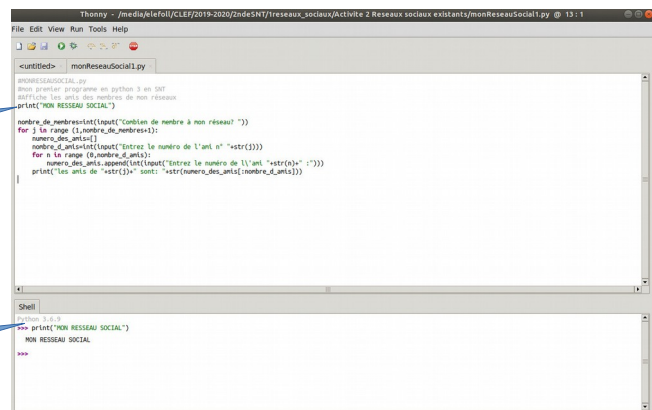 Thonny - /media/elefoll/CLEF/2019-2020/2ndeSNT/1reseaux_sociaux/Activite 2 Reseaux sociaux existants/monReseauSocial1.py @ 13 : 1
File Edit View Run Tools Help
<untitled> monReseauSocial1.py
#MONRESEAUSOCIAL.py
#mon premier programme en python 3 en SNT
#Affiche les amis des membres de mon réseaux
print("MON RESSEAU SOCIAL")
nombre_de_membres=int(input("Combien de membre à mon réseau? "))
for j in range (1,nombre_de_membres+1):
    numero_des_amis=[]
    nombre_d_amis=int(input("Entrez le numéro de l'ami n° "+str(j)))
    for n in range (0,nombre_d_amis):
        numero_des_amis.append(int(input("Entrez le numéro de l\'ami "+str(n)+" :")))
    print("les amis de "+str(j)+" sont: "+str(numero_des_amis[:nombre_d_amis]))
Shell
Python 3.6.9
>>> print("MON RESSEAU SOCIAL")
MON RESSEAU SOCIAL
>>>